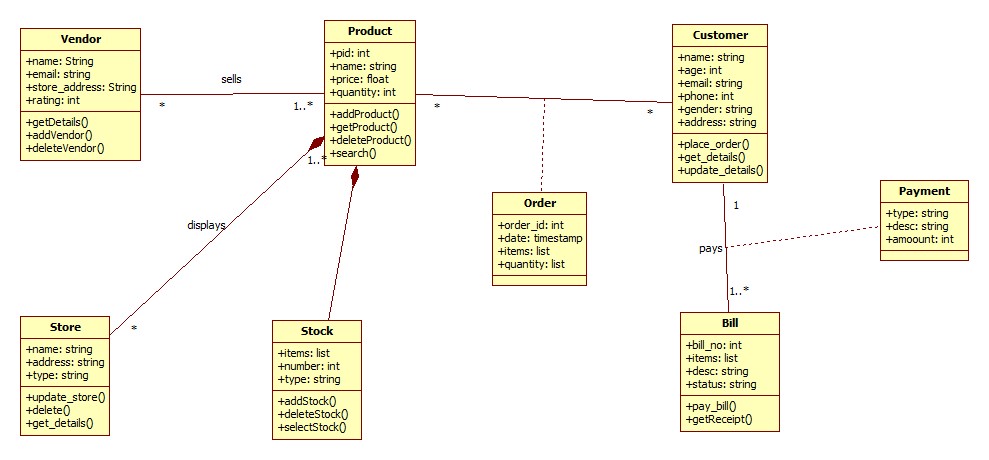 Vendor
+name: String
+email: string
+store_address: String
+rating: int
+getDetails()
+addVendor()
+deleteVendor()
sells
*
1..*
Product
+pid: int
+name: string
+price: float
+quantity: int
+addProduct()
+getProduct()
+deleteProduct()
+search()
*
*
1..*
Customer
+name: string
+age: int
+email: string
+phone: int
+gender: string
+address: string
+place_order()
+get_details()
+update_details()
Order
+order_id: int
+date: timestamp
+items: list
+quantity: list
1
pays
1..*
Payment
+type: string
+desc: string
+amoount: int
displays
*
Store
+name: string
+address: string
+type: string
+update_store()
+delete()
+get_details()
Stock
+items: list
+number: int
+type: string
+addStock()
+deleteStock()
+selectStock()
Bill
+bill_no: int
+items: list
+desc: string
+status: string
+pay_bill()
+getReceipt()